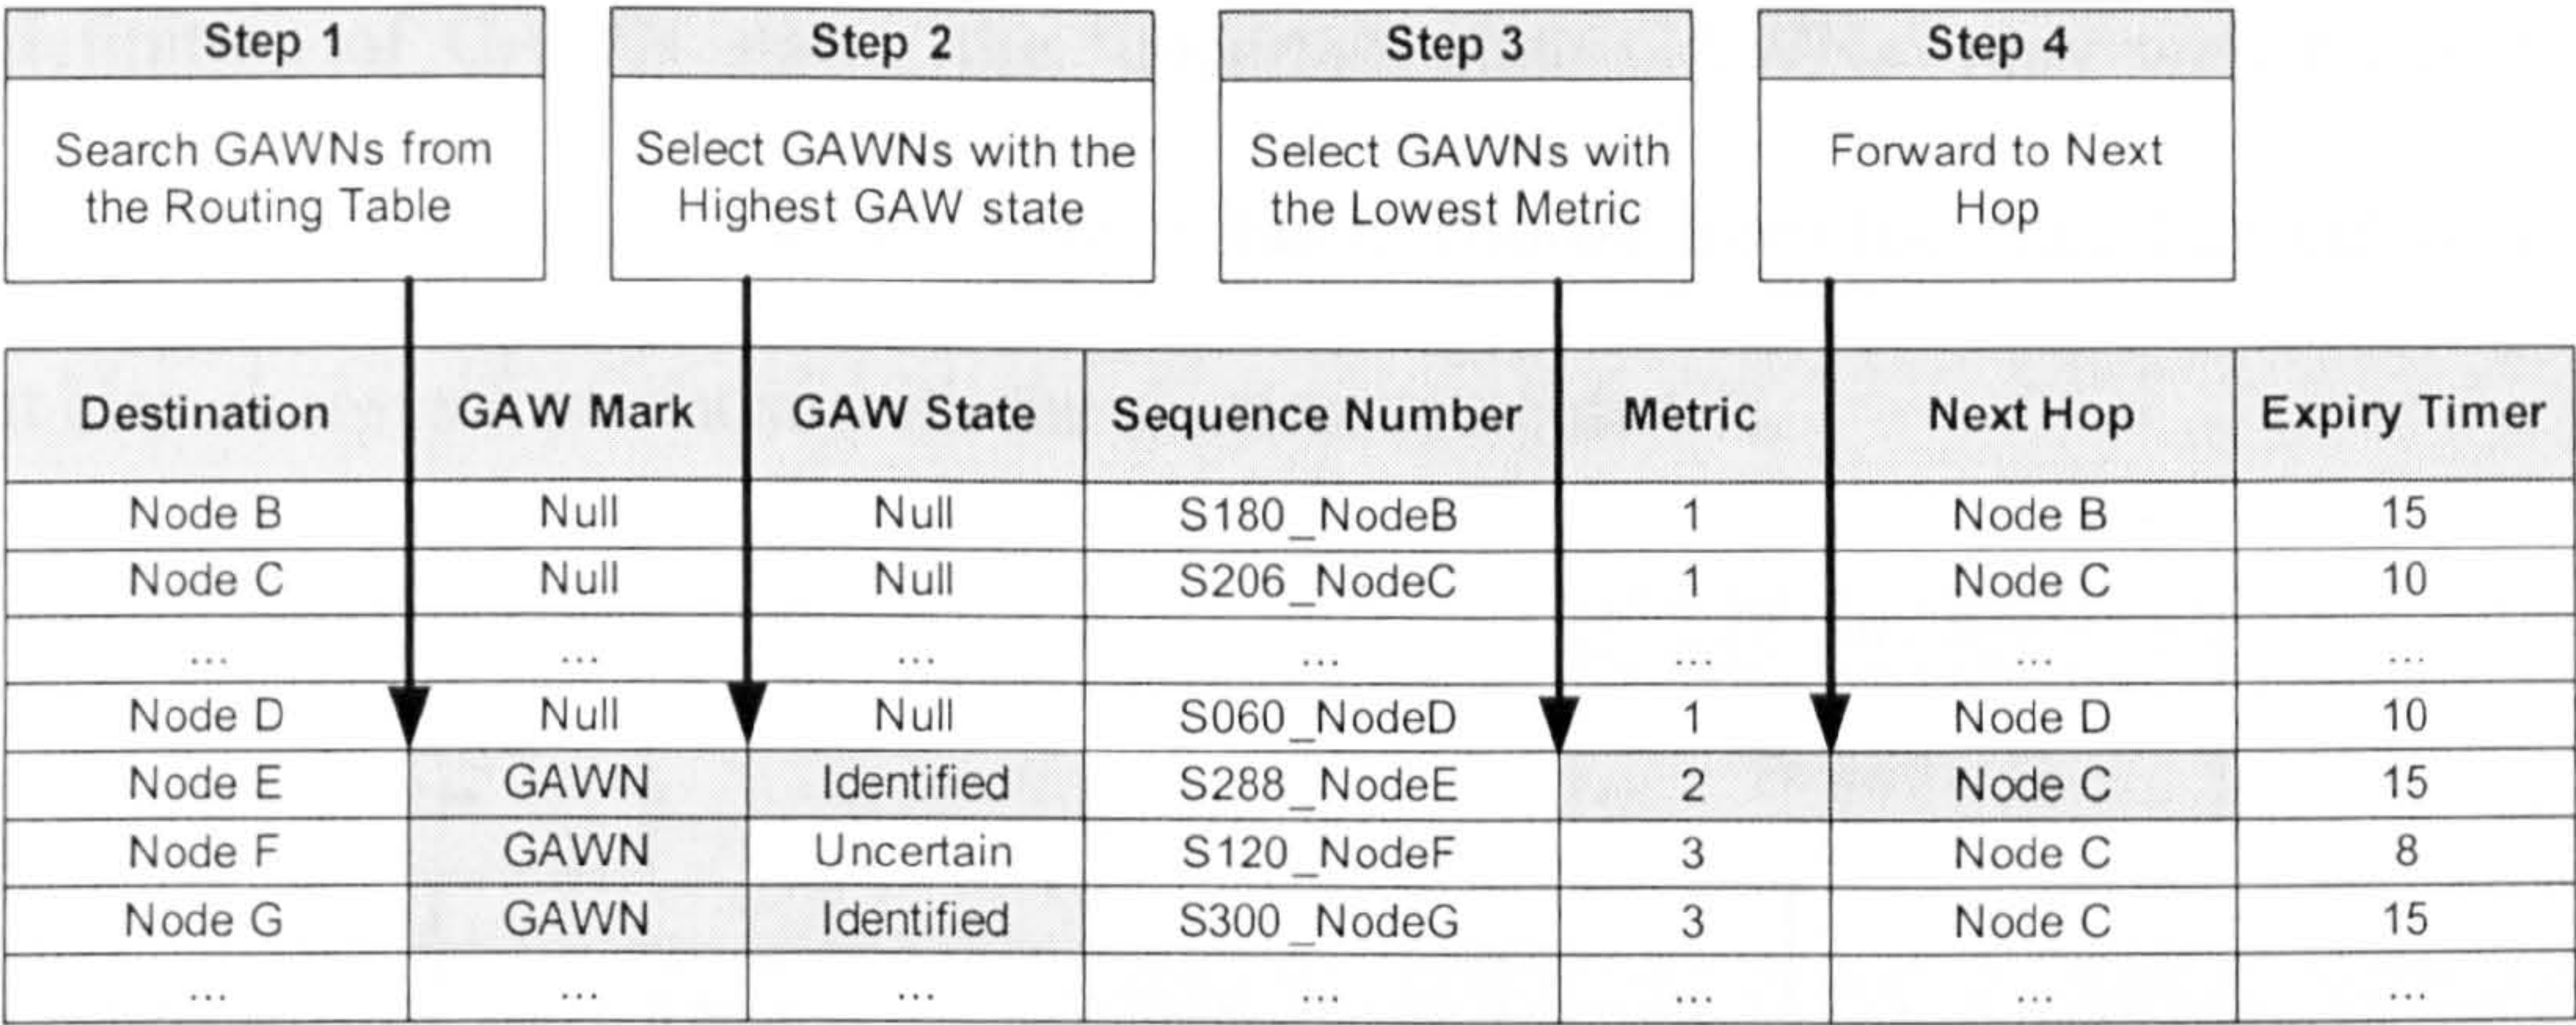 Step 1
Search GAWNs from
the Routing Table
Step 2
Select GAWNs with the
Highest GAW state
Step 3
Select GAWNs with
the Lowest Metric
Step 4
Forward to Next
Hop
Destination GAW Mark GAW State Sequence Number Metric Next Hop Expiry Timer
Node B Null Null S180_NodeB 1 Node B 15
Node C Null Null S206_NodeC 1 Node C 10
... ... ... ... ... ... ...
Node D Null Null S060_NodeD 1 Node D 10
Node E GAWN Identified S288_NodeE 2 Node C 15
Node F GAWN Uncertain S120_NodeF 3 Node C 8
Node G GAWN Identified S300_NodeG 3 Node C 15
... ... ... ... ... ... ...